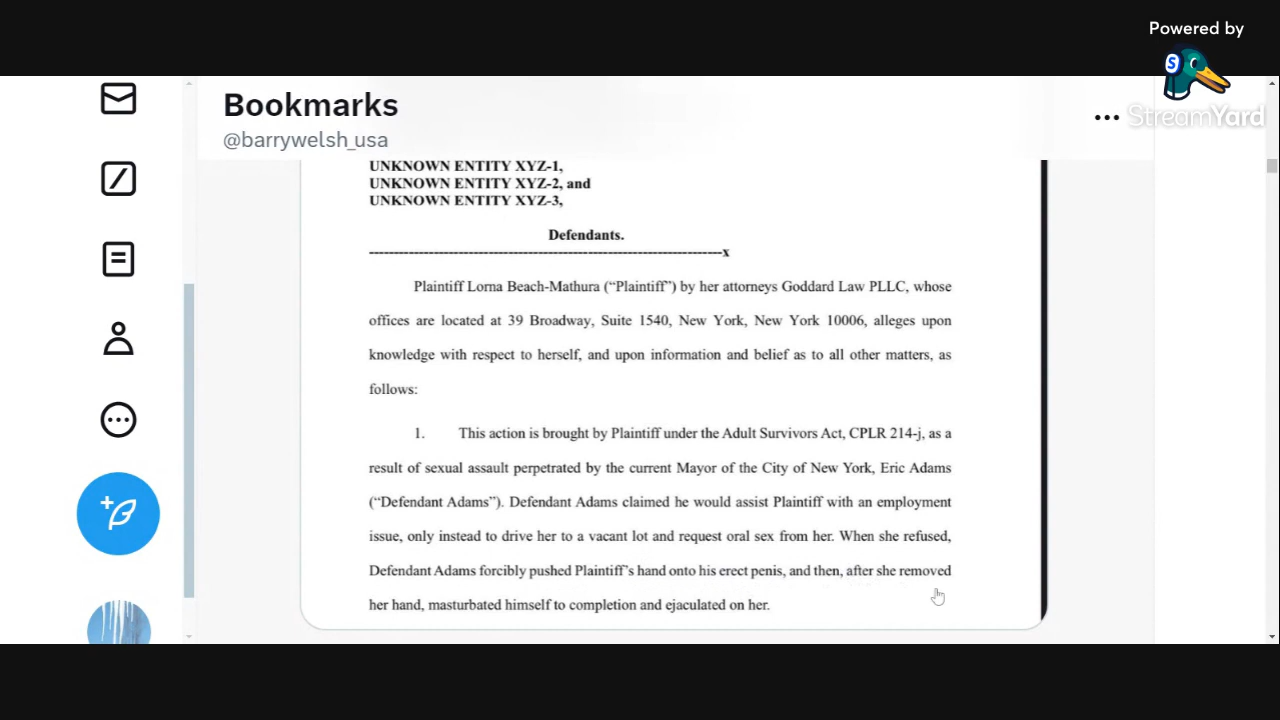 Powered by
S
StreamYard
Bookmarks
@barrywelsh_usa
UNKNOWN ENTITY XYZ-1,
UNKNOWN ENTITY XYZ-2, and
UNKNOWN ENTITY XYZ-3,
Defendants.
----------------------------------------------------------------------x
Plaintiff Lorna Beach-Mathura (“Plaintiff”) by her attorneys Goddard Law PLLC, whose
offices are located at 39 Broadway, Suite 1540, New York, New York 10006, alleges upon
knowledge with respect to herself, and upon information and belief as to all other matters, as
follows:
1. This action is brought by Plaintiff under the Adult Survivors Act, CPLR 214-j, as a
result of sexual assault perpetrated by the current Mayor of the City of New York, Eric Adams
(“Defendant Adams”). Defendant Adams claimed he would assist Plaintiff with an employment
issue, only instead to drive her to a vacant lot and request oral sex from her. When she refused,
Defendant Adams forcibly pushed Plaintiff’s hand onto his erect penis, and then, after she removed
her hand, masturbated himself to completion and ejaculated on her.